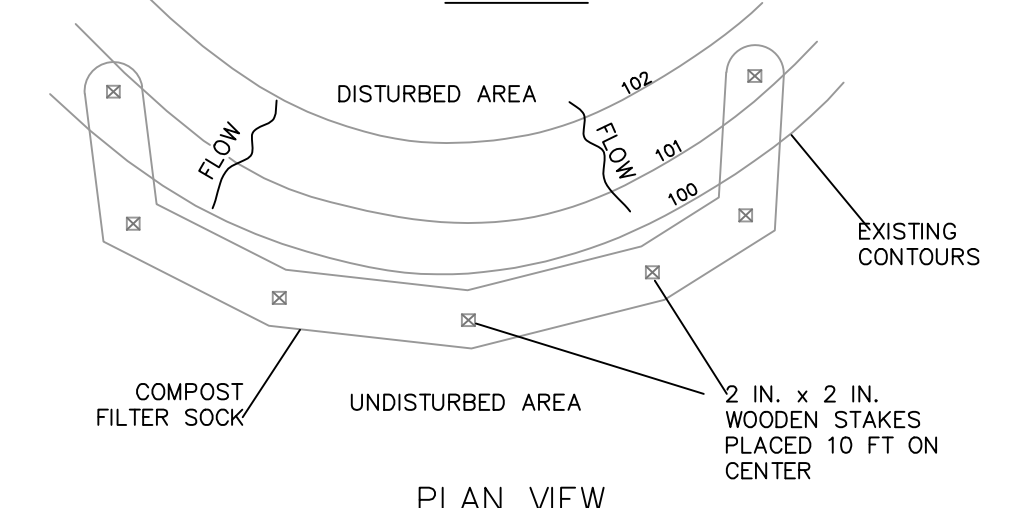 102
DISTURBED AREA
FLOW
FLOW
101
100
EXISTING
CONTOURS
COMPOST
FILTER SOCK
UNDISTURBED AREA
2 IN. x 2 IN.
WOODEN STAKES
PLACED 10 FT ON
CENTER
PLAN VIEW